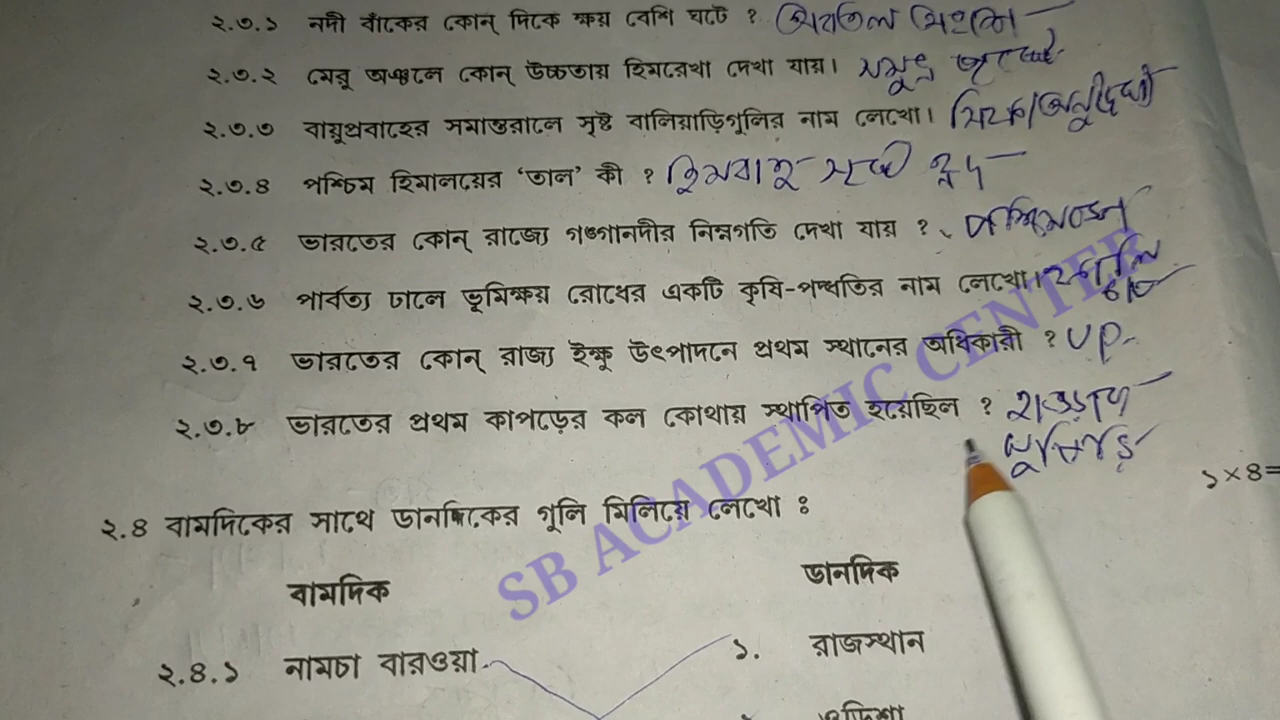 ২.৩.১ নদী বাঁকের কোন্ দিকে ক্ষয় বেশি ঘটে ? অবতল অংশে
২.৩.২ মেরু অঞ্চলে কোন্ উচ্চতায় হিমরেখা দেখা যায়। সমুদ্র পৃষ্ঠে
২.৩.৩ বায়ুপ্রবাহের সমান্তরালে সৃষ্ট বালিয়াড়িগুলির নাম লেখো। সিফ/অনুদৈর্ঘ্য
২.৩.৪ পশ্চিম হিমালয়ের 'তাল' কী ? হিমবাহ সৃষ্ট হ্রদ
২.৩.৫ ভারতের কোন্ রাজ্যে গঙ্গানদীর নিম্নগতি দেখা যায় ? পশ্চিমবঙ্গ
২.৩.৬ পার্বত্য ঢালে ভূমিক্ষয় রোধের একটি কৃষি-পদ্ধতির নাম লেখো।
২.৩.৭ ভারতের কোন্ রাজ্য ইক্ষু উৎপাদনে প্রথম স্থানের অধিকারী ? UP
২.৩.৮ ভারতের প্রথম কাপড়ের কল কোথায় স্থাপিত হয়েছিল ? হাওড়ার
ঘুসুড়ি
১×৪=
২.৪ বামদিকের সাথে ডানদিকের গুলি মিলিয়ে লেখো ঃ
বামদিক ডানদিক
২.৪.১ নামচা বারওয়া ১. রাজস্থান
ওডিশা
SB ACADEMIC CENTER